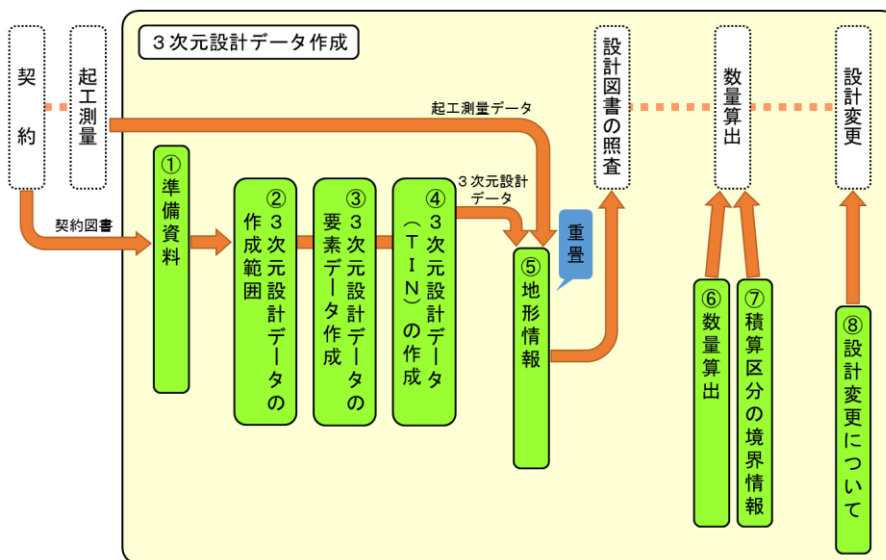 3次元設計データ作成
契約
起工測量
設計図書の照査
数量算出
設計変更
起工測量データ
契約図書
3次元設計
データ
重畳
①準備資料
②3次元設計データの
作成範囲
③3次元設計データの
要素データ作成
④3次元設計データ
(TIN)の作成
⑤地形情報
⑥数量算出
⑦積算区分の境界情報
⑧設計変更について